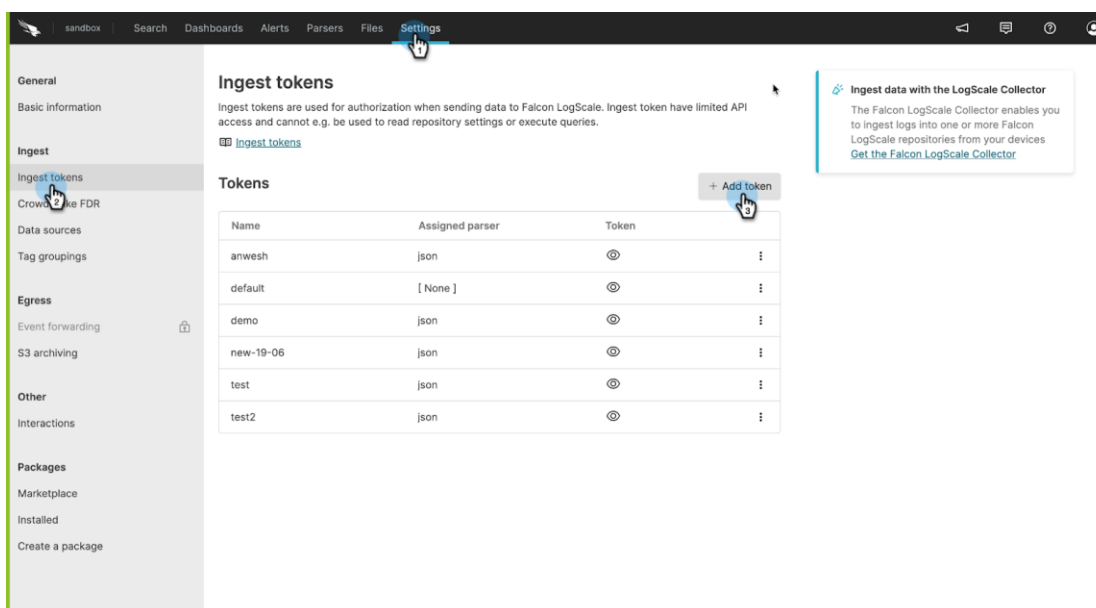 sandbox Search Dashboards Alerts Parsers Files Settings
1
General
Basic information
Ingest
Ingest tokens
2
Data sources
Tag groupings
Egress
Event forwarding
S3 archiving
Other
Interactions
Packages
Marketplace
Installed
Create a package
Ingest tokens
Ingest tokens are used for authorization when sending data to Falcon LogScale. Ingest token have limited API
access and cannot e.g. be used to read repository settings or execute queries.
Ingest tokens
Tokens
+ Add token
3
Name Assigned parser Token
anwesh json
default [ None ]
demo json
new-19-06 json
test json
test2 json
Ingest data with the LogScale Collector
The Falcon LogScale Collector enables you
to ingest logs into one or more Falcon
LogScale repositories from your devices
Get the Falcon LogScale Collector